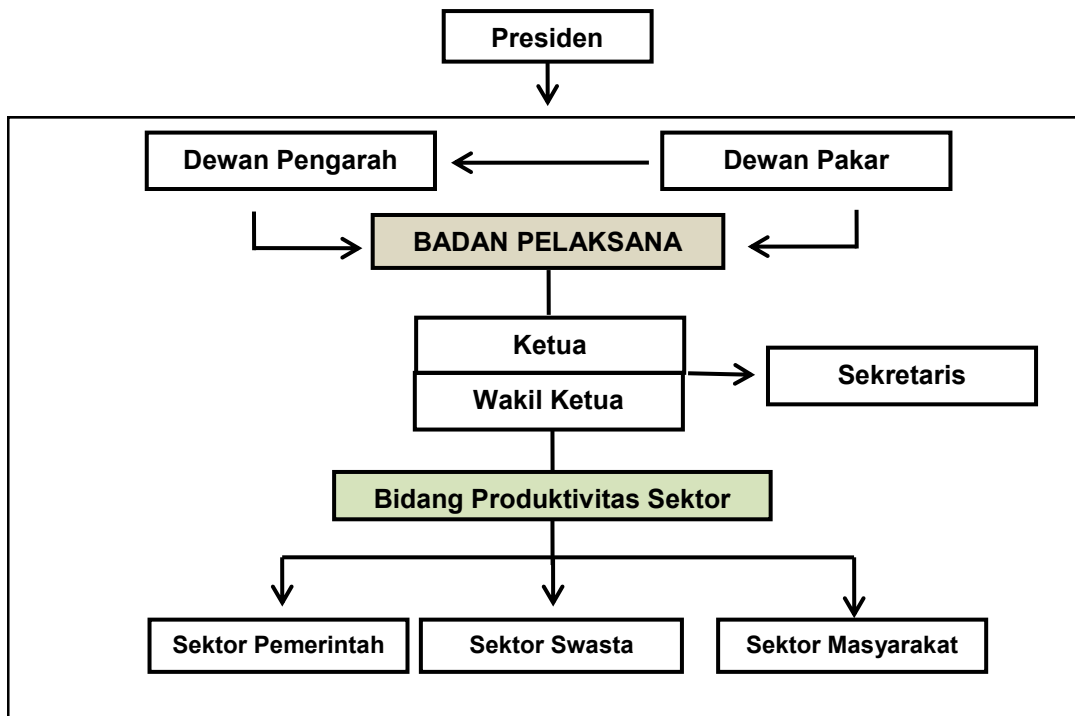 Presiden
Dewan Pengarah
Dewan Pakar
BADAN PELAKSANA
Ketua
Wakil Ketua
Sekretaris
Bidang Produktivitas Sektor
Sektor Pemerintah
Sektor Swasta
Sektor Masyarakat